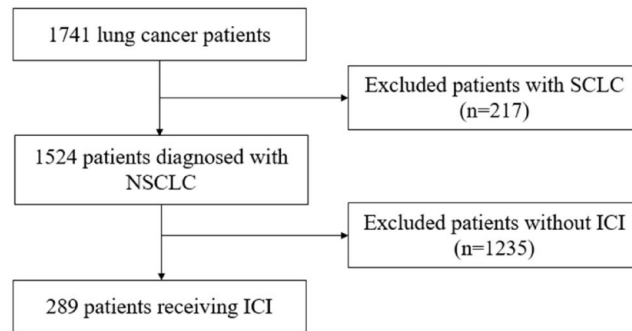 1741 lung cancer patients
Excluded patients with SCLC
(n=217)
1524 patients diagnosed with
NSCLC
Excluded patients without ICI
(n=1235)
289 patients receiving ICI